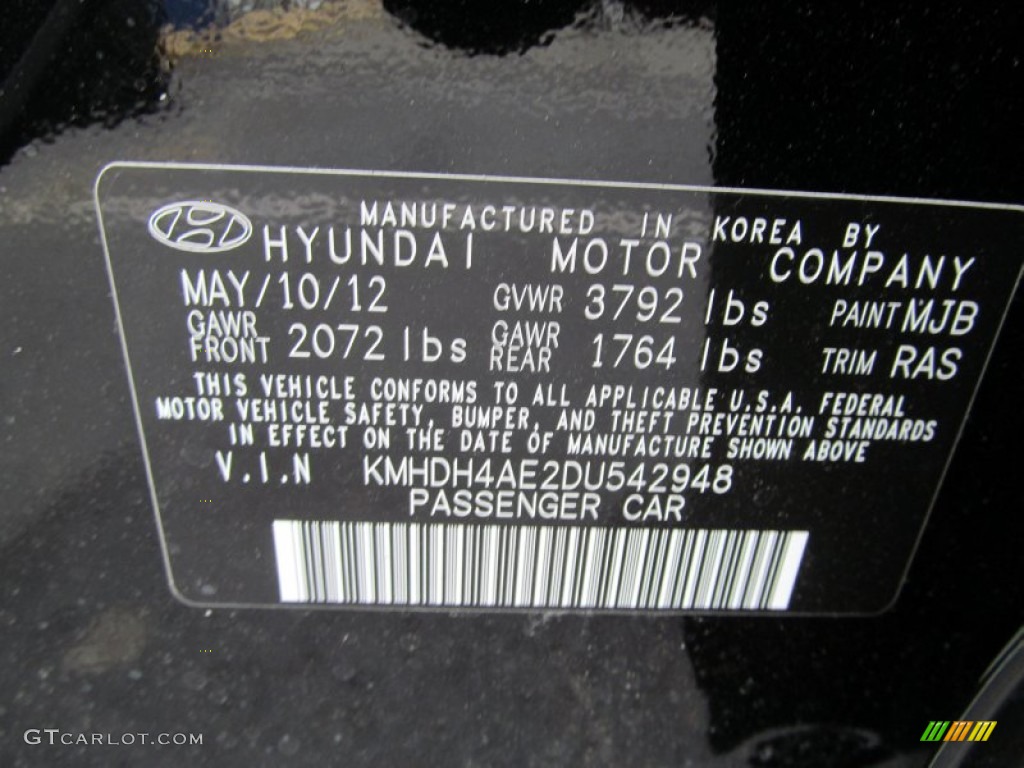 MANUFACTURED IN KOREA BY
HYUNDAI MOTOR COMPANY
MAY/10/12 GVWR 3792 lbs PAINT MJB
GAWR FRONT 2072 lbs GAWR REAR 1764 lbs TRIM RAS
THIS VEHICLE CONFORMS TO ALL APPLICABLE U.S.A. FEDERAL
MOTOR VEHICLE SAFETY, BUMPER, AND THEFT PREVENTION STANDARDS
IN EFFECT ON THE DATE OF MANUFACTURE SHOWN ABOVE
V.I.N KMHDH4AE2DU542948
PASSENGER CAR
GTCARLOT.COM